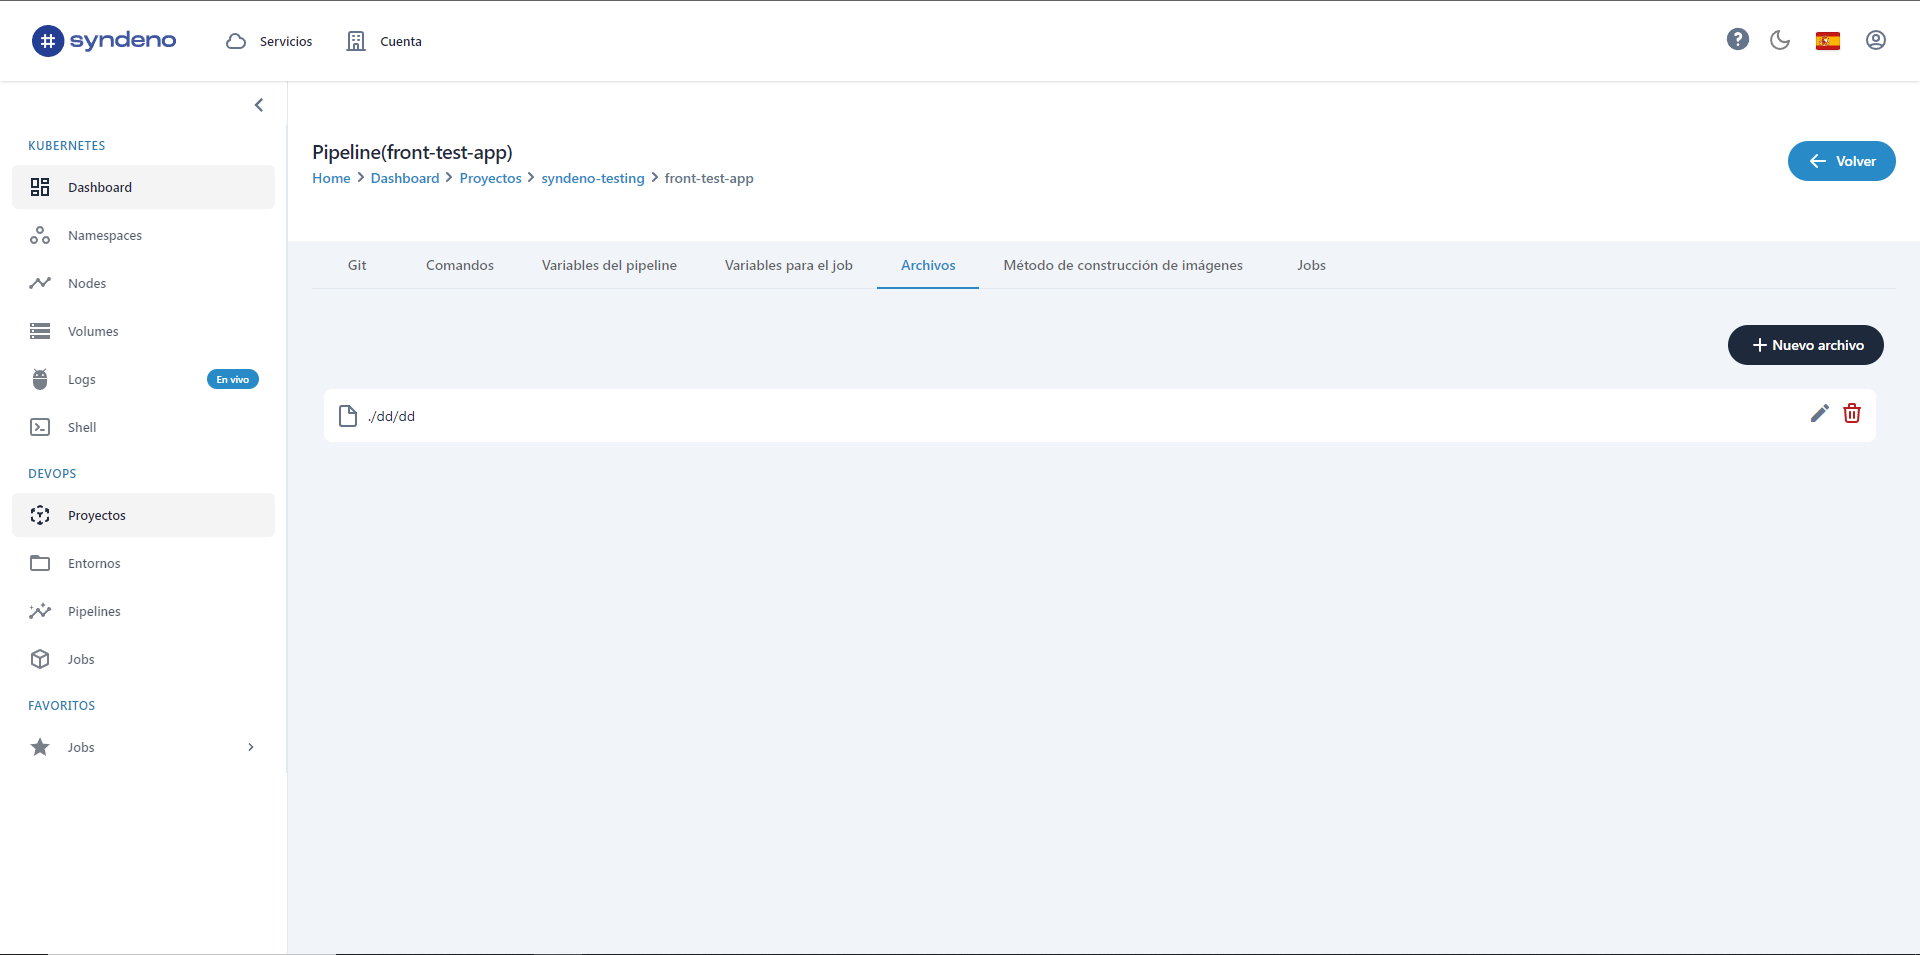 syndeno
Servicios
Cuenta
KUBERNETES
Dashboard
Namespaces
Nodes
Volumes
Logs
En vivo
Shell
DEVOPS
Proyectos
Entornos
Pipelines
Jobs
FAVORITOS
Jobs
Pipeline(front-test-app)
Home > Dashboard > Proyectos > syndeno-testing > front-test-app
Volver
Git
Comandos
Variables del pipeline
Variables para el job
Archivos
Método de construcción de imágenes
Jobs
+ Nuevo archivo
./dd/dd